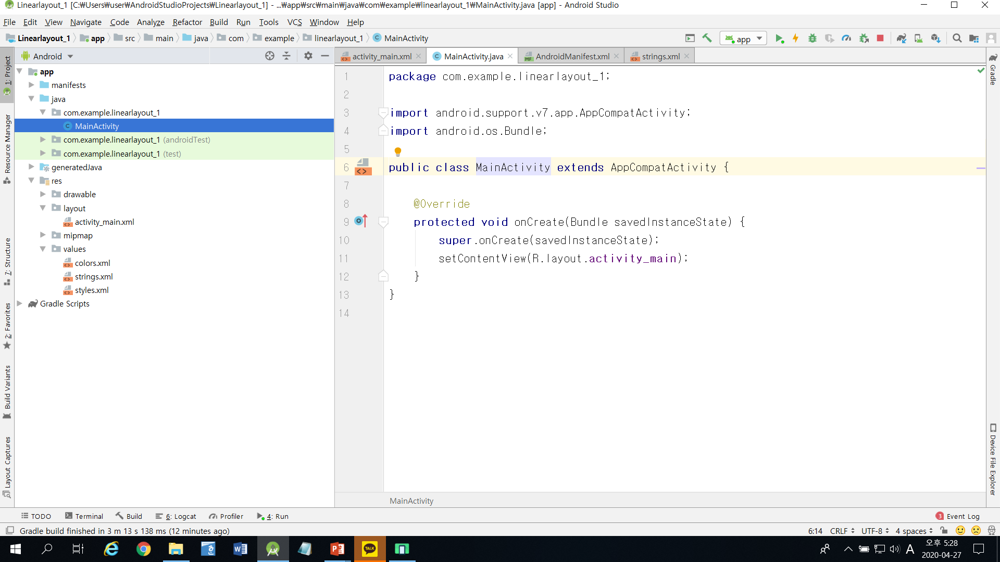 Linearlayout_1 [C:₩Users₩user₩AndroidStudioProjects₩Linearlayout_1] - ...₩app₩src₩main₩java₩com₩example₩linearlayout_1₩MainActivity.java [app] - Android Studio
File Edit View Navigate Code Analyze Refactor Build Run Tools VCS Window Help
Linearlayout_1 app src main java com example linearlayout_1 C MainActivity app
Android
activity_main.xml MainActivity.java AndroidManifest.xml strings.xml
1: Project
Resource Manager
7: Structure
2: Favorites
Build Variants
Layout Captures
app
manifests
java
com.example.linearlayout_1
MainActivity
com.example.linearlayout_1 (androidTest)
com.example.linearlayout_1 (test)
generatedJava
res
drawable
layout
activity_main.xml
mipmap
values
colors.xml
strings.xml
styles.xml
Gradle Scripts
1 package com.example.linearlayout_1;
2
3 import android.support.v7.app.AppCompatActivity;
4 import android.os.Bundle;
5
6 public class MainActivity extends AppCompatActivity {
7
8 @Override
9 protected void onCreate(Bundle savedInstanceState) {
10 super.onCreate(savedInstanceState);
11 setContentView(R.layout.activity_main);
12 }
13 }
14
MainActivity
Gradle
Device File Explorer
TODO Terminal Build 6: Logcat Profiler 4: Run 3 Event Log
Gradle build finished in 3 m 13 s 138 ms (12 minutes ago) 6:14 CRLF UTF-8 4 spaces
TALK A 오후 5:28
2020-04-27